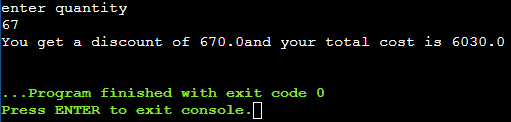 enter quantity
67
You get a discount of 670.0and your total cost is 6030.0
...Program finished with exit code 0
Press ENTER to exit console.